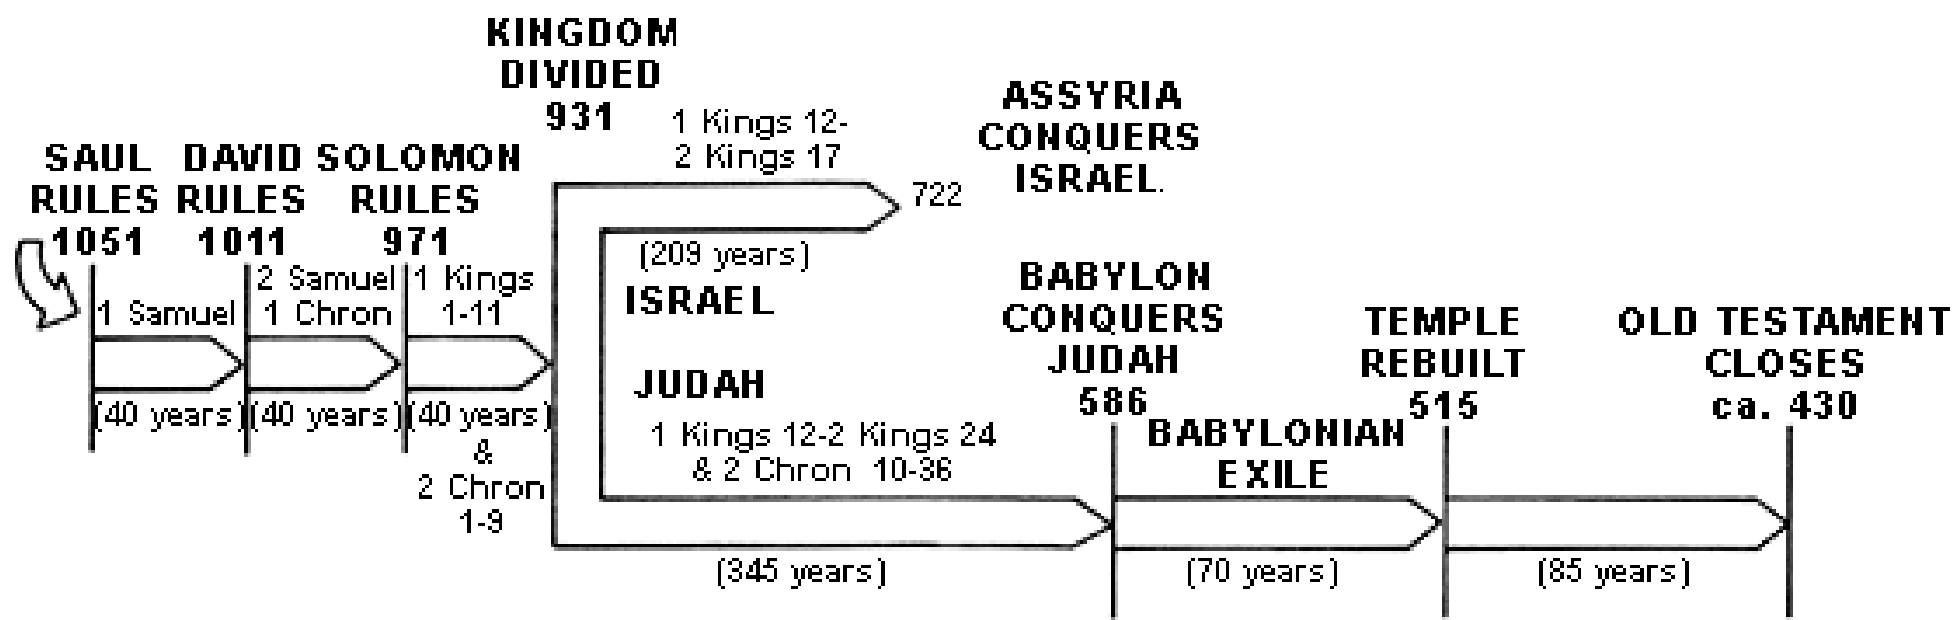 KINGDOM
DIVIDED
931
1 Kings 12-
2 Kings 17
ASSYRIA
CONQUERS
ISRAEL.
722
SAUL
RULES
1051
DAVID
RULES
1011
SOLOMON
RULES
971
1 Samuel
2 Samuel
1 Chron
1 Kings
1-11
(40 years)
(40 years)
(40 years)
&
2 Chron
1-9
(209 years)
ISRAEL
JUDAH
1 Kings 12-2 Kings 24
& 2 Chron 10-36
(345 years)
BABYLON
CONQUERS
JUDAH
586
BABYLONIAN
EXILE
(70 years)
TEMPLE
REBUILT
515
(85 years)
OLD TESTAMENT
CLOSES
ca. 430